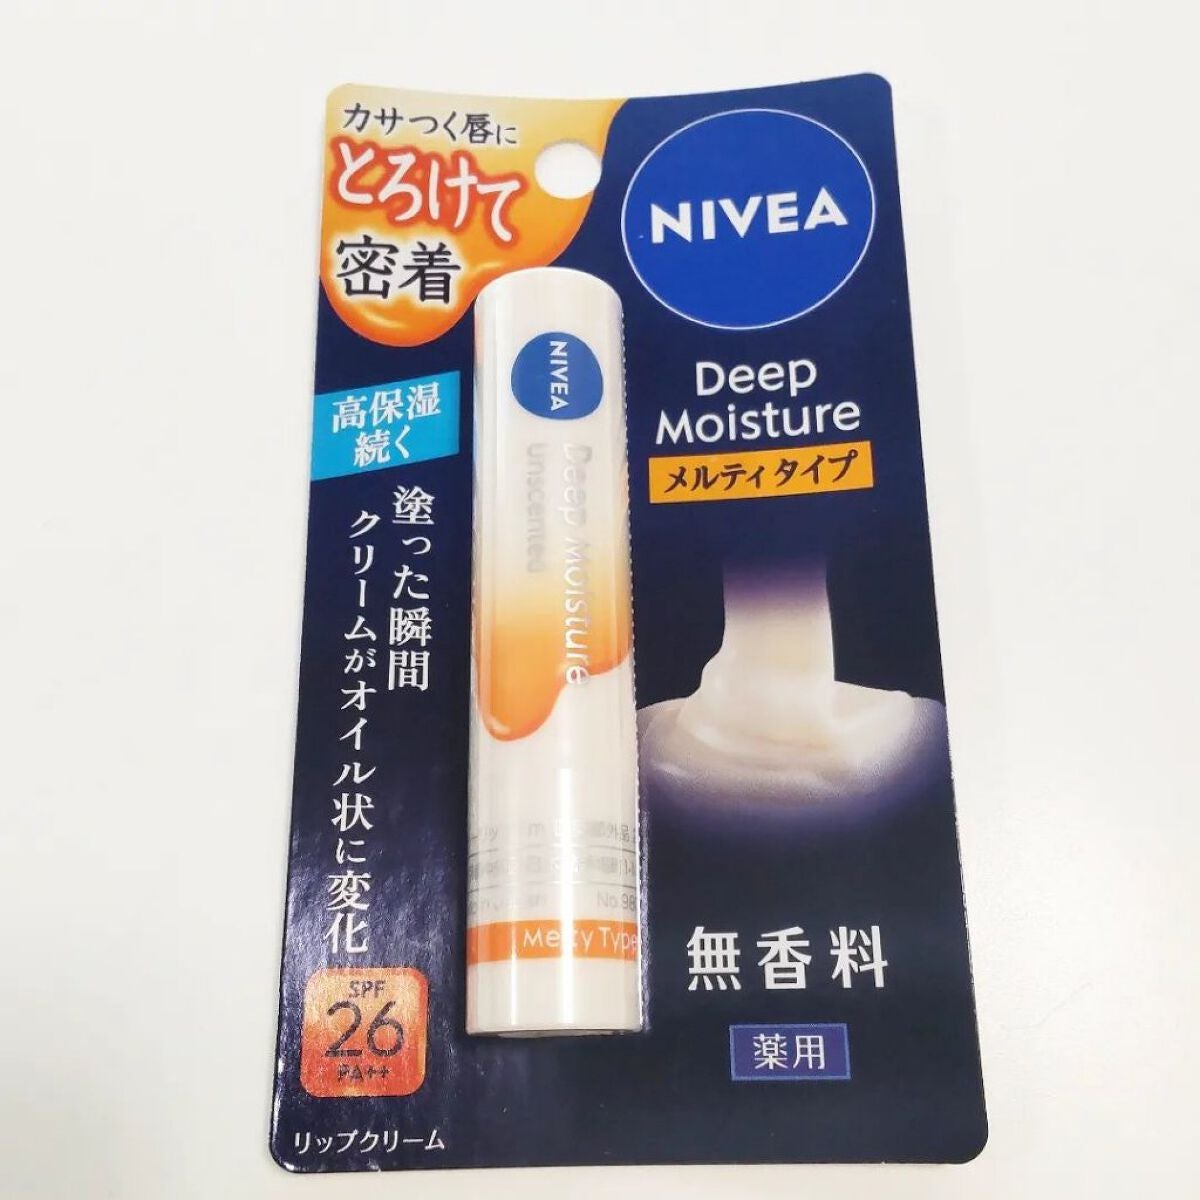 カサつく唇に
とろけて
密着
NIVEA
Deep
Moisture
メルティタイプ
高保湿
続く
塗った瞬間
クリームがオイル状に変化
NIVEA
Deep Moisture
Unscented
Melty Type
無香料
薬用
SPF
26
PA++
リップクリーム